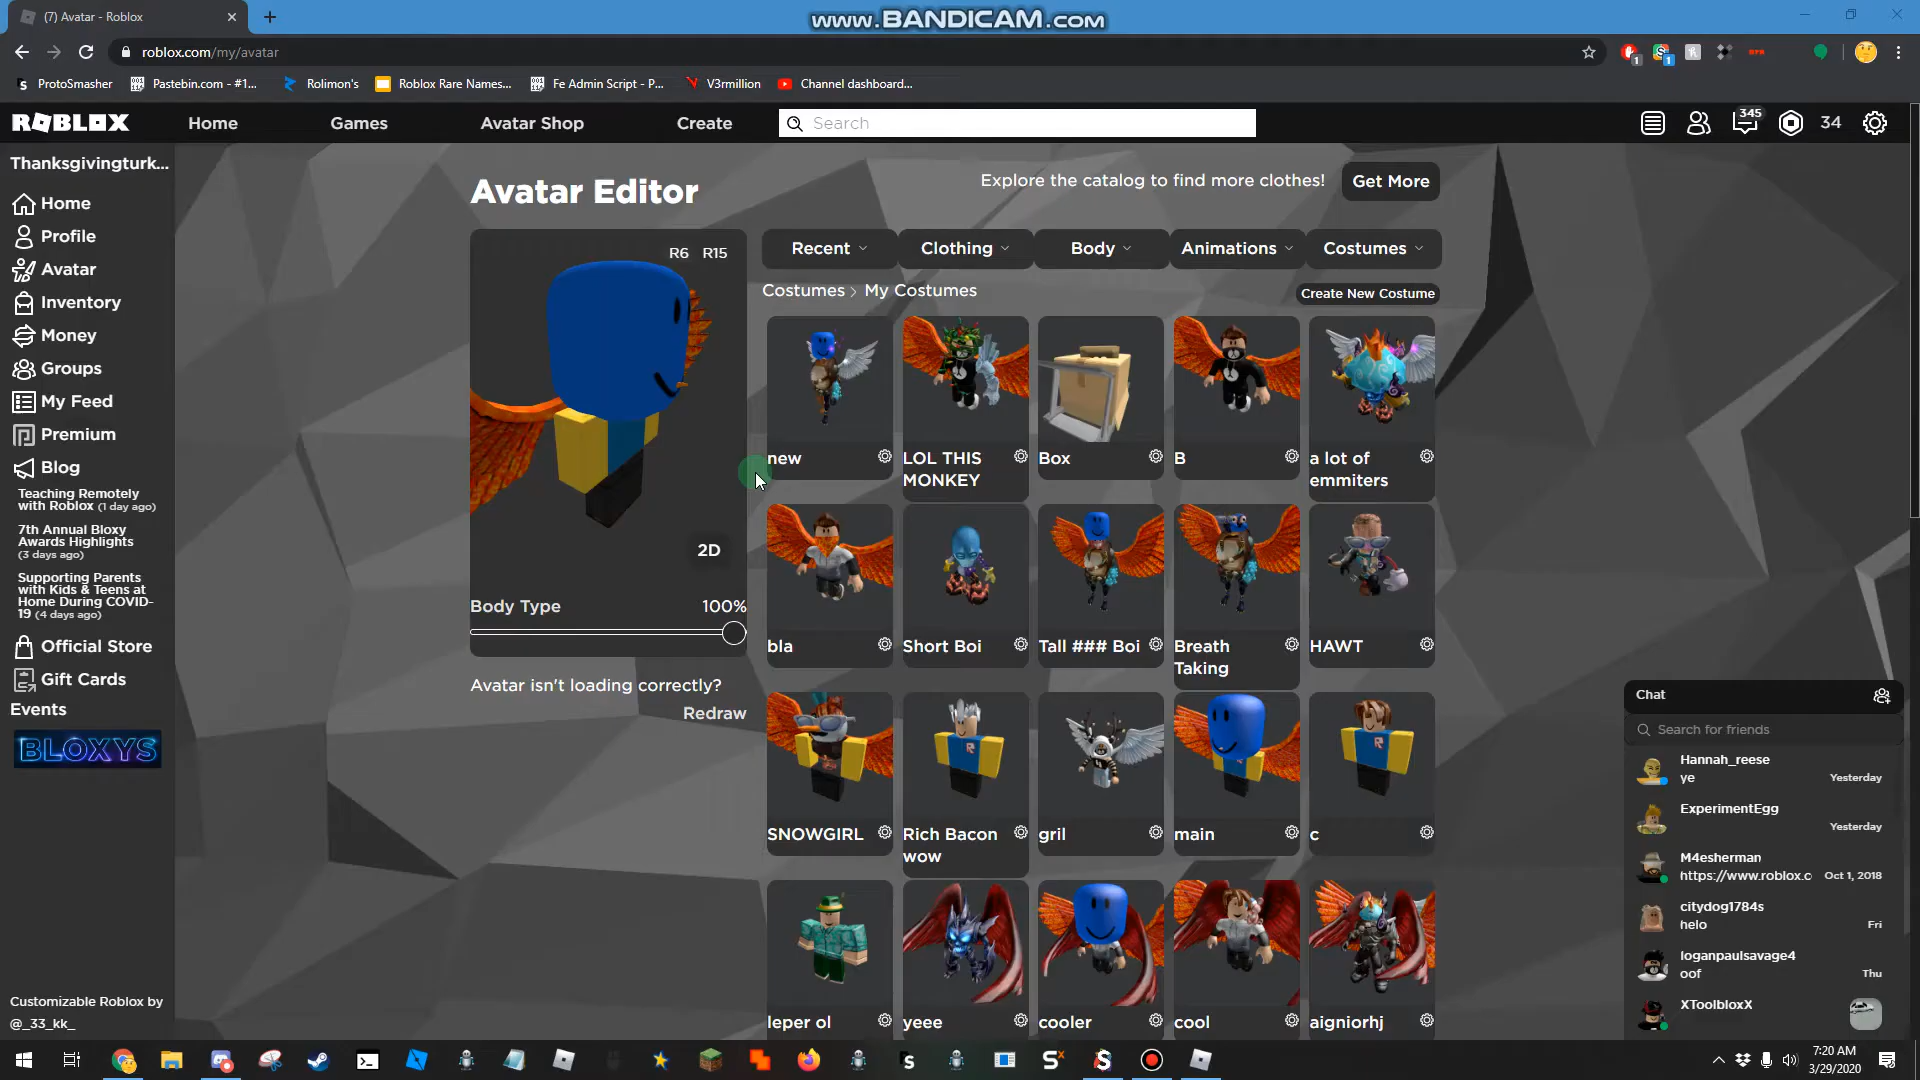 (7) Avatar - Roblox
www.BANDICAM.com
roblox.com/my/avatar
ProtoSmasher
Pastebin.com - #1...
Rolimon's
Roblox Rare Names...
Fe Admin Script - P...
V3rmillion
Channel dashboard...
ROBLOX
Home
Games
Avatar Shop
Create
Search
345
34
Thanksgivingturk...
Home
Profile
Avatar
Inventory
Money
Groups
My Feed
Premium
Blog
Teaching Remotely
with Roblox (1 day ago)
7th Annual Bloxy
Awards Highlights
(3 days ago)
Supporting Parents
with Kids & Teens at
Home During COVID-
19 (4 days ago)
Official Store
Gift Cards
Events
BLOXYS
Customizable Roblox by
@_33_kk_
Avatar Editor
Explore the catalog to find more clothes!
Get More
R6 R15
2D
Body Type 100%
Avatar isn't loading correctly?
Redraw
Recent
Clothing
Body
Animations
Costumes
Costumes > My Costumes
Create New Costume
new
LOL THIS
MONKEY
Box
B
a lot of
emmiters
bla
Short Boi
Tall ### Boi
Breath
Taking
HAWT
SNOWGIRL
Rich Bacon
wow
gril
main
c
leper ol
yeee
cooler
cool
aigniorhj
Chat
Search for friends
Hannah_reese
ye
Yesterday
ExperimentEgg
Yesterday
M4esherman
https://www.roblox.c
Oct 1, 2018
citydog1784s
helo
Fri
loganpaulsavage4
oof
Thu
XToolbloxX
7:20 AM
3/29/2020